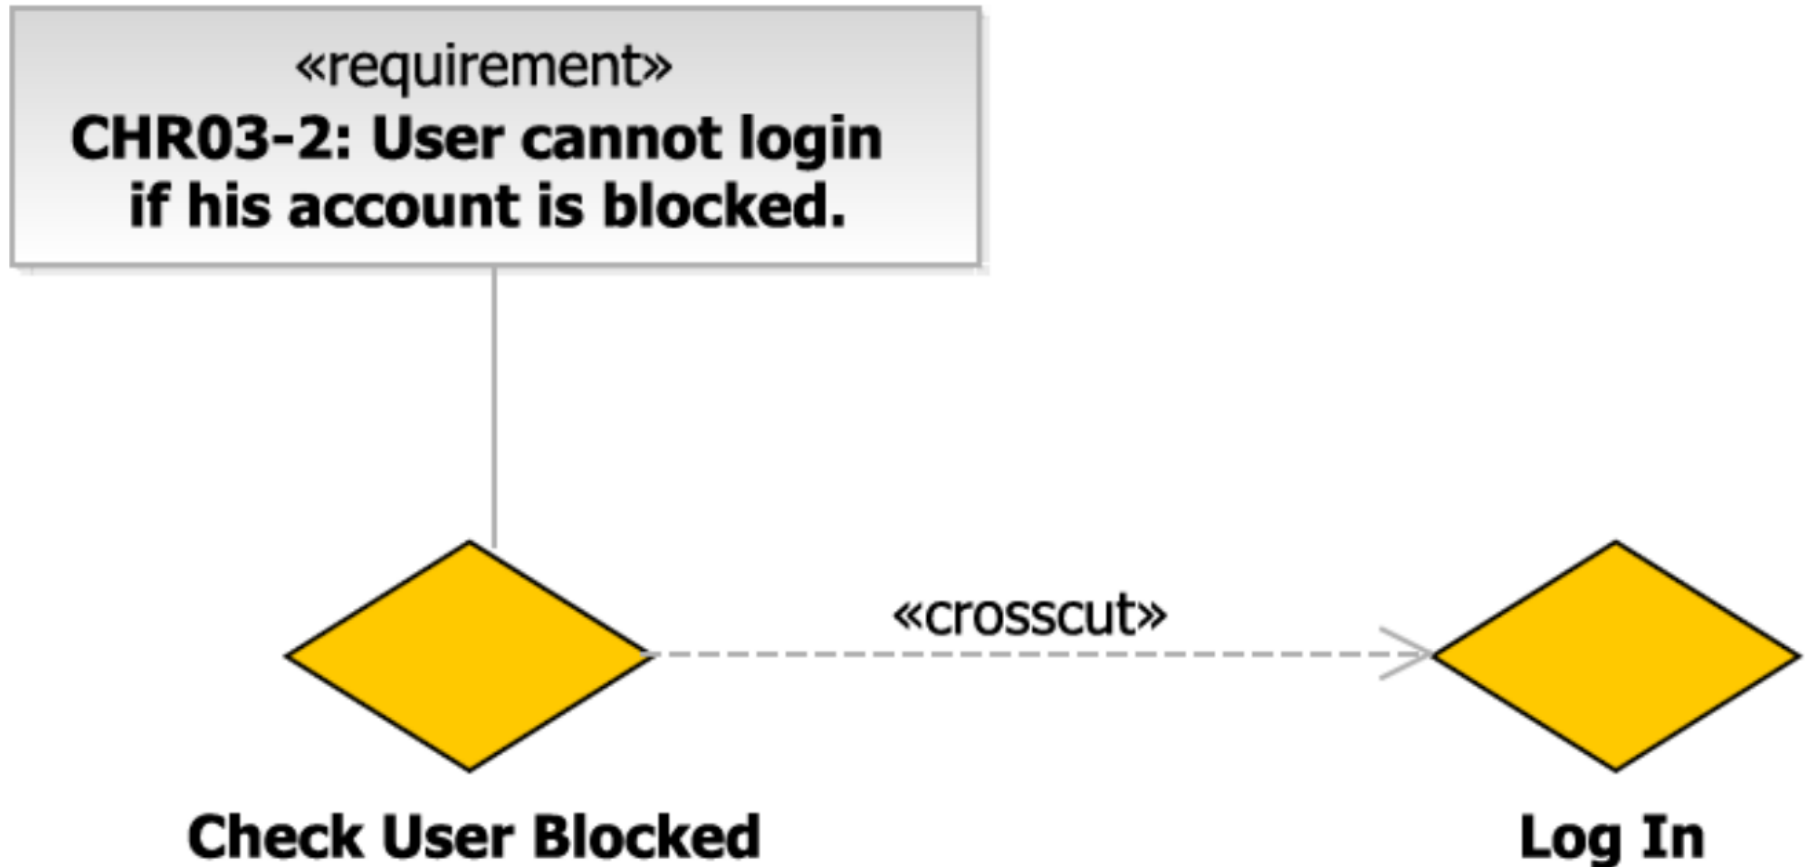 «requirement»
CHR03-2: User cannot login
if his account is blocked.
«crosscut»
Check User Blocked
Log In